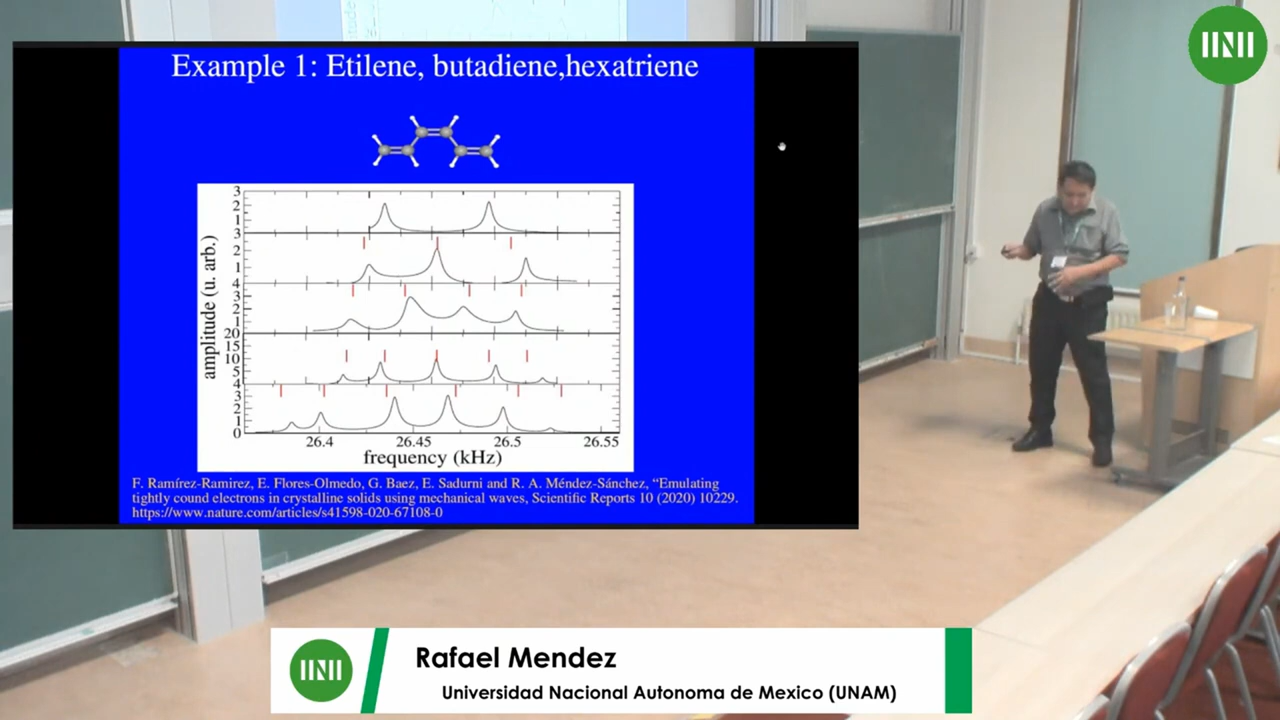 Example 1: Etilene, butadiene,hexatriene
3
2
1
3
2
1
4
3
2
1
20
15
10
5
4
3
2
1
0
amplitude (u. arb.)
26.4 26.45 26.5 26.55
frequency (kHz)
F. Ramírez-Ramirez, E. Flores-Olmedo, G. Baez, E. Sadurni and R. A. Méndez-Sánchez, “Emulating
tightly cound electrons in crystalline solids using mechanical waves, Scientific Reports 10 (2020) 10229.
https://www.nature.com/articles/s41598-020-67108-0
Rafael Mendez
Universidad Nacional Autonoma de Mexico (UNAM)